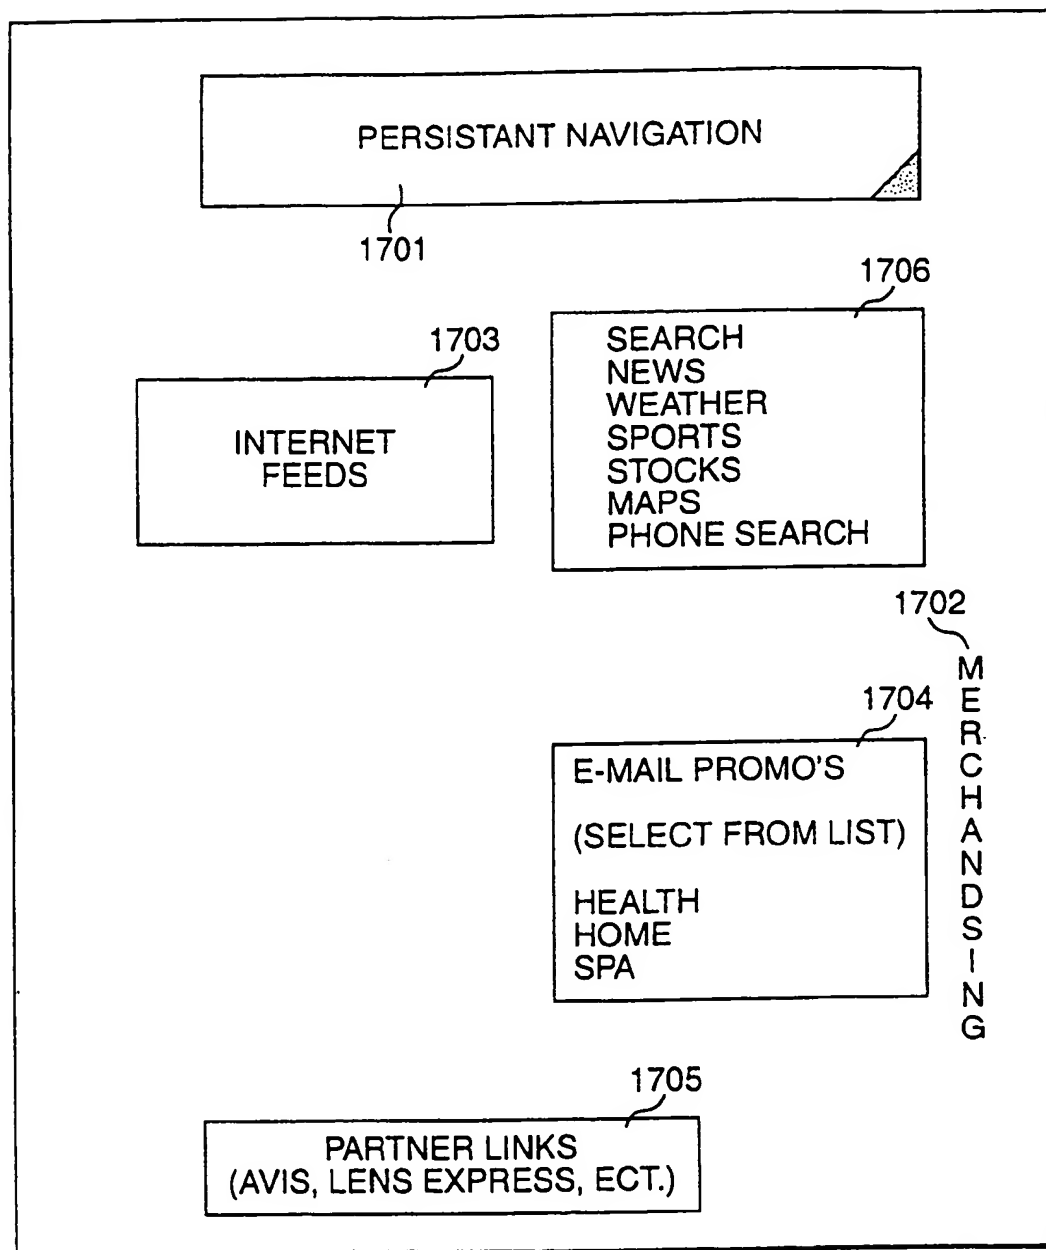 PERSISTANT NAVIGATION
1701
1706
1703
SEARCH
NEWS
WEATHER
SPORTS
STOCKS
MAPS
PHONE SEARCH
INTERNET
FEEDS
1702
MERCHANDSING
1704
E-MAIL PROMO'S
(SELECT FROM LIST)
HEALTH
HOME
SPA
1705
PARTNER LINKS
(AVIS, LENS EXPRESS, ECT.)